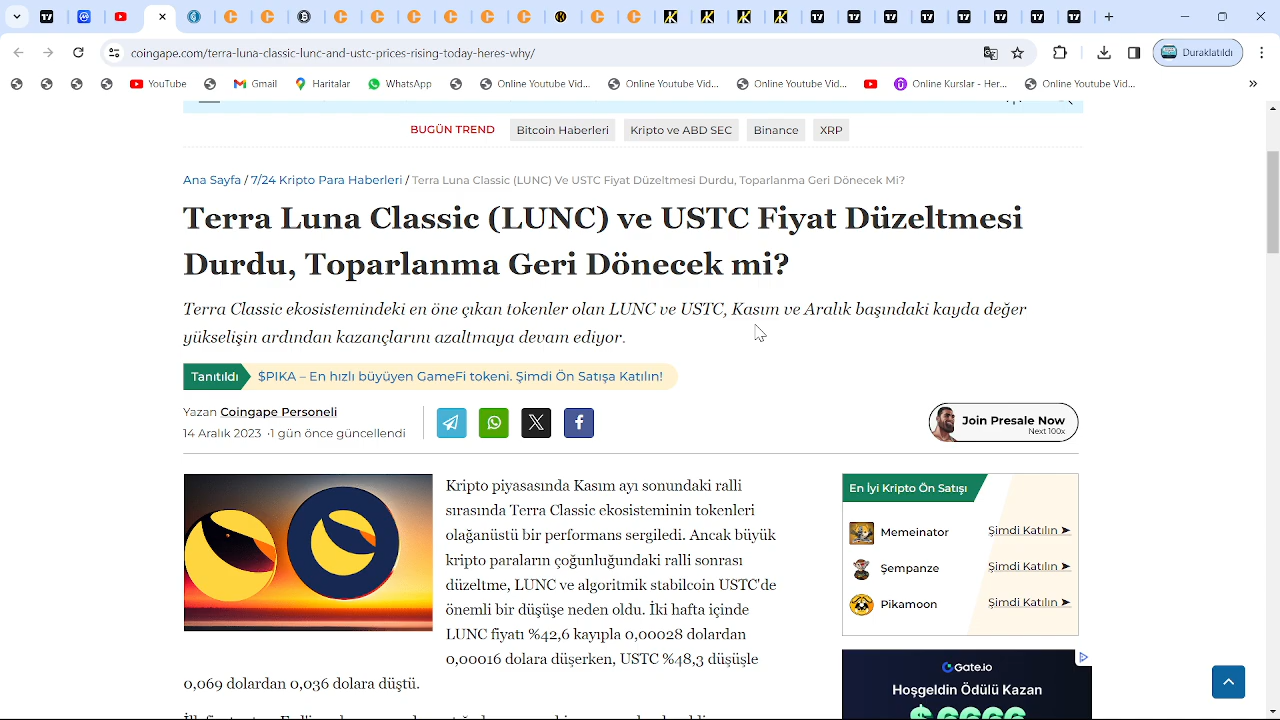 Duraklatıldı
coingape.com/terra-luna-classic-lunc-and-ustc-prices-rising-today-heres-why/
YouTube Gmail Haritalar WhatsApp Online Youtube Vid... Online Youtube Vid... Online Youtube Vid... Online Kurslar - Her... Online Youtube Vid...
BUGÜN TREND Bitcoin Haberleri Kripto ve ABD SEC Binance XRP
Ana Sayfa / 7/24 Kripto Para Haberleri / Terra Luna Classic (LUNC) Ve USTC Fiyat Düzeltmesi Durdu, Toparlanma Geri Dönecek Mi?
Terra Luna Classic (LUNC) ve USTC Fiyat Düzeltmesi
Durdu, Toparlanma Geri Dönecek mi?
Terra Classic ekosistemindeki en öne çıkan tokenler olan LUNC ve USTC, Kasım ve Aralık başındaki kayda değer
yükselişin ardından kazançlarını azaltmaya devam ediyor.
Tanıtıldı $PIKA – En hızlı büyüyen GameFi tokeni. Şimdi Ön Satışa Katılın!
Yazan Coingape Personeli
14 Aralık 2023 ·1 gün önce güncellendi
Join Presale Now
Next 100x
Kripto piyasasında Kasım ayı sonundaki ralli
sırasında Terra Classic ekosisteminin tokenleri
olağanüstü bir performans sergiledi. Ancak büyük
kripto paraların çoğunluğundaki ralli sonrası
düzeltme, LUNC ve algoritmik stabilcoin USTC'de
önemli bir düşüşe neden oldu. İki hafta içinde
LUNC fiyatı %42,6 kayıpla 0,00028 dolardan
0,00016 dolara düşerken, USTC %48,3 düşüşle
0,069 dolardan 0,036 dolara düştü.
En İyi Kripto Ön Satışı
Memeinator Şimdi Katılın ➤
Şempanze Şimdi Katılın ➤
Pikamoon Şimdi Katılın ➤
Gate.io
Hoşgeldin Ödülü Kazan